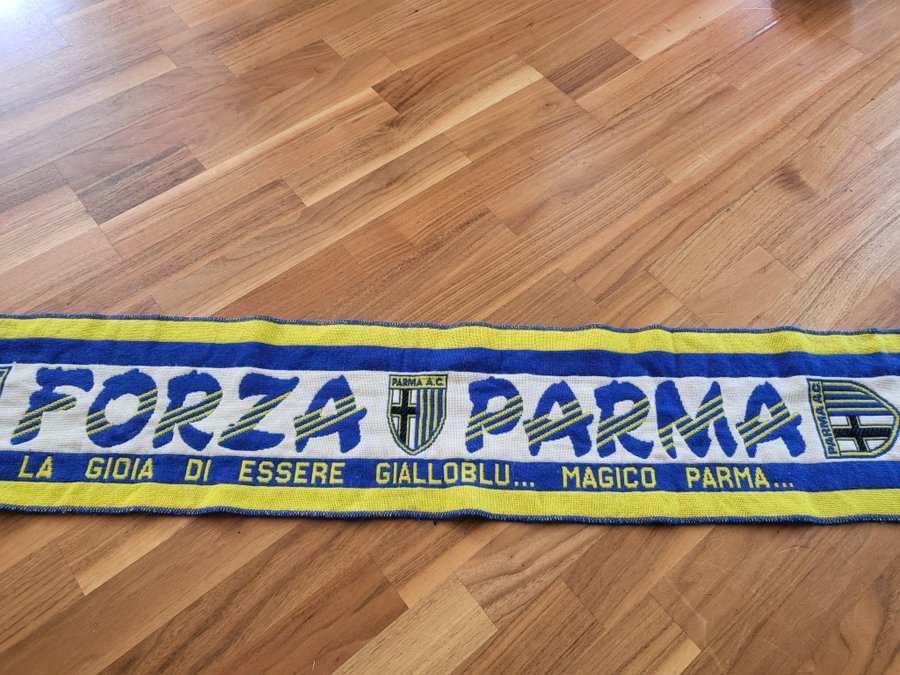 FORZA PARMA A.C. PARMA PARMA A.C.
LA GIOIA DI ESSERE GIALLOBLU... MAGICO PARMA...